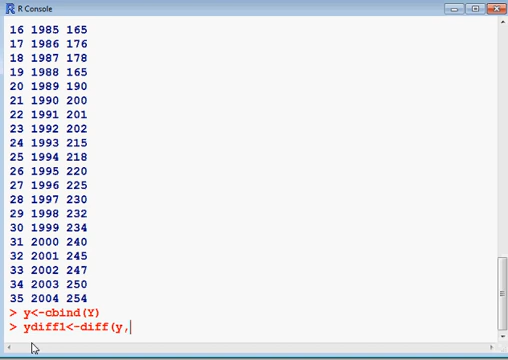 R Console
16 1985 165
17 1986 176
18 1987 178
19 1988 165
20 1989 190
21 1990 200
22 1991 201
23 1992 202
24 1993 215
25 1994 218
26 1995 220
27 1996 225
28 1997 230
29 1998 232
30 1999 234
31 2000 240
32 2001 245
33 2002 247
34 2003 250
35 2004 254
> y<-cbind(Y)
> ydiff1<-diff(y,